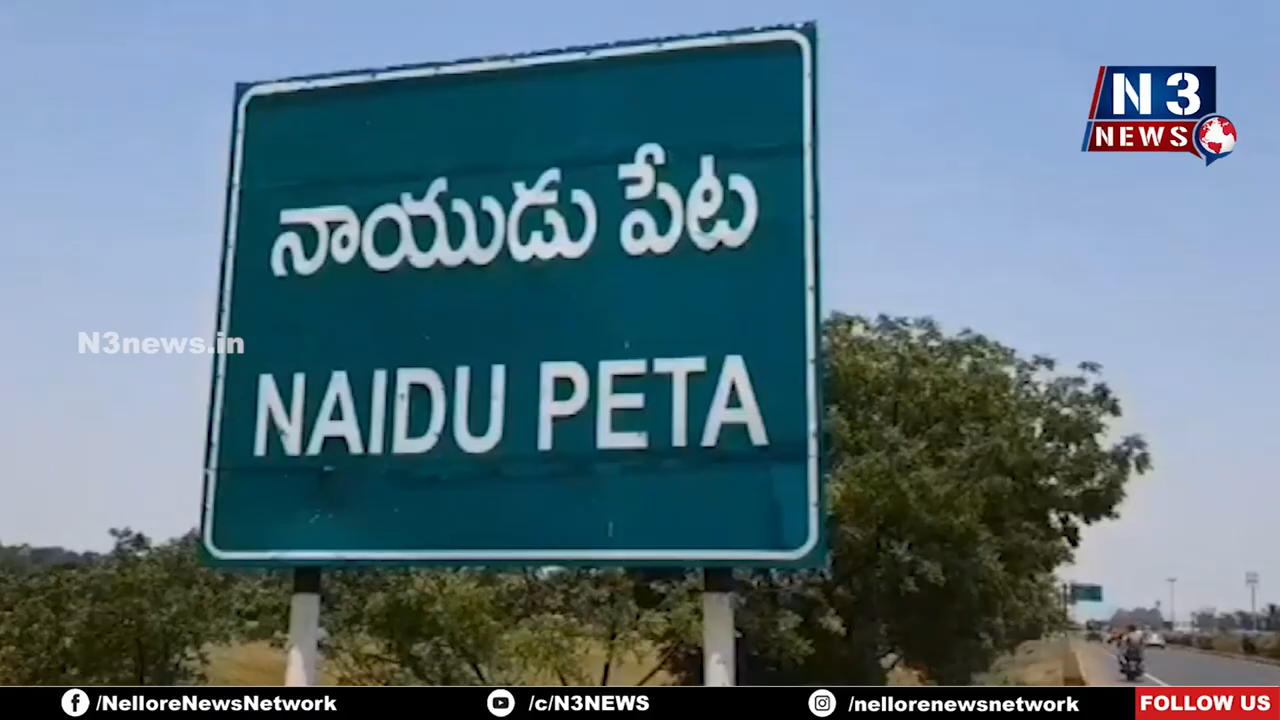 N3
NEWS
నాయుడు పేట
N3news.in
NAIDU PETA
/NelloreNewsNetwork
/c/N3NEWS
/nellorenewsnetwork
FOLLOW US